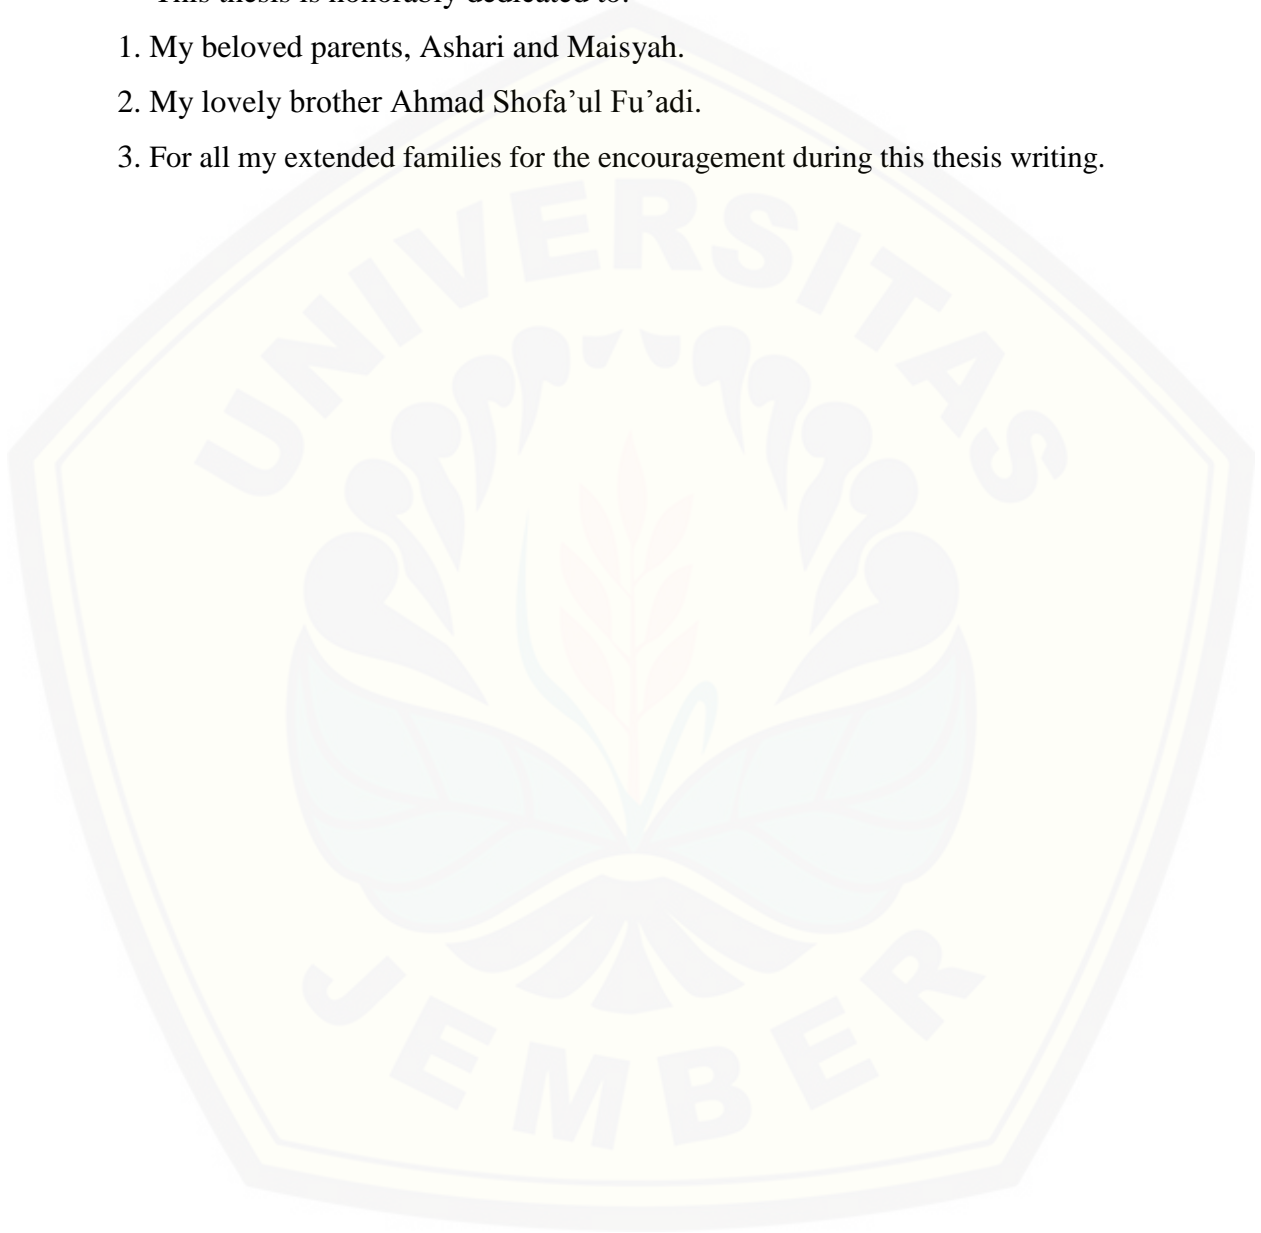 This thesis is honorably dedicated to:
1. My beloved parents, Ashari and Maisyah.
2. My lovely brother Ahmad Shofa’ul Fu’adi.
3. For all my extended families for the encouragement during this thesis writing.
UNIVERSITAS
JEMBER